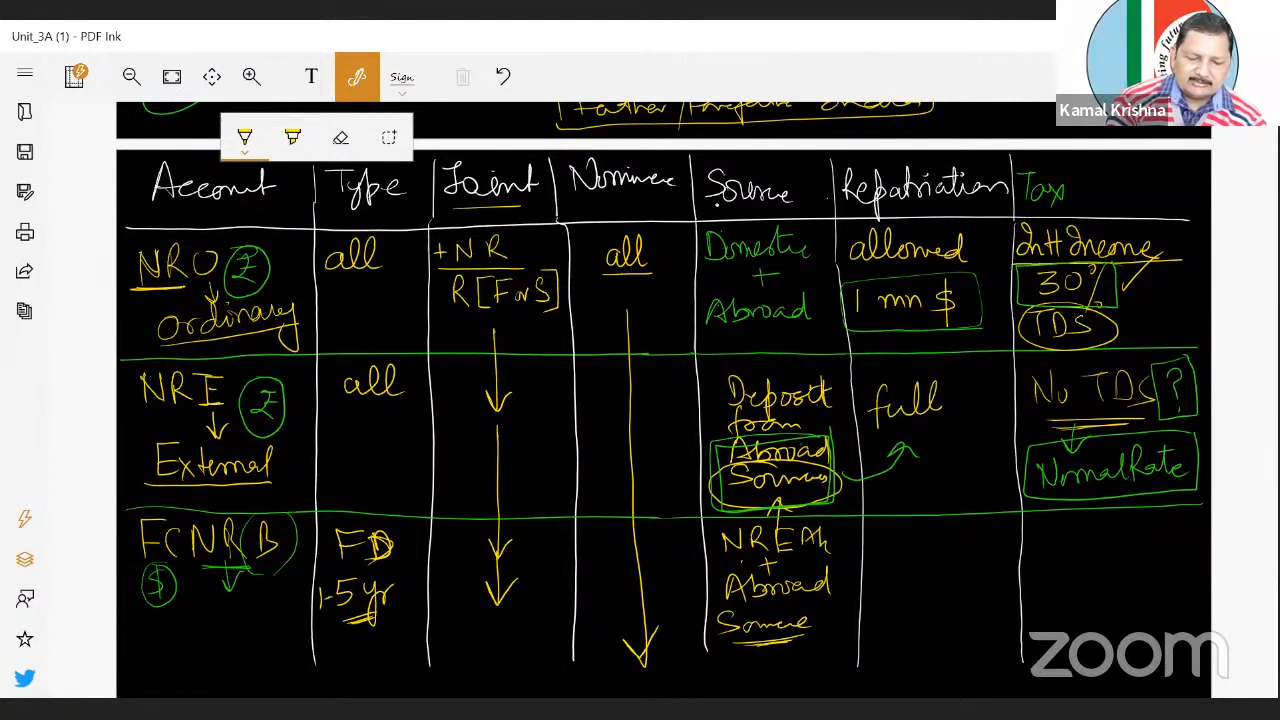 Unit_3A (1) - PDF Ink
T
Sign
Kamal Krishna
Account Type Joint Nominee Source Repatriation Tax
NRO ₹ all + NR all Domestic allowed Int Income
Ordinary R [F or S] + 1 mn $ 30%
Abroad TDS
NRE ₹ all Deposit full No TDS ?
External from Normal Rate
Abroad
Sources
FCNR(B) FD NRE A/c
$ 1-5 yr +
Abroad
Source
zoom